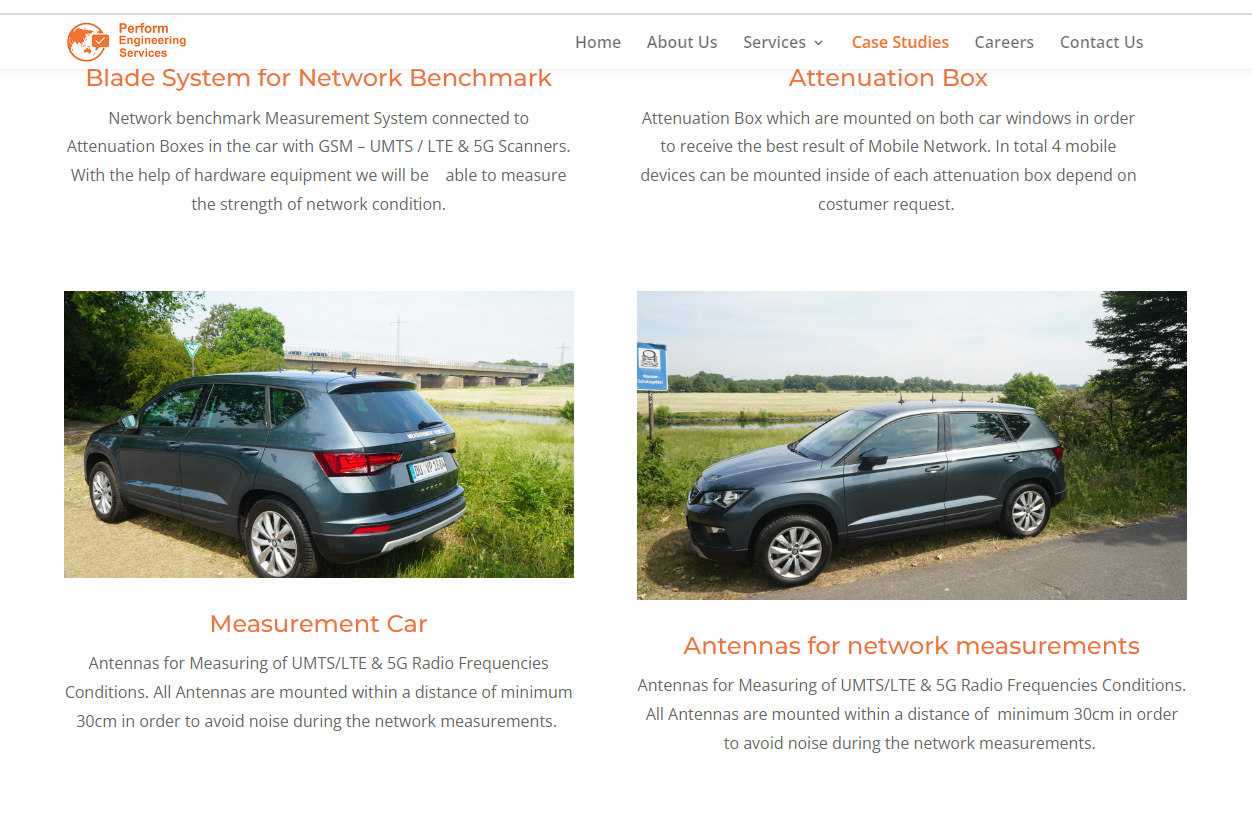 Perform
Engineering
Services
Home About Us Services Case Studies Careers Contact Us
Blade System for Network Benchmark
Network benchmark Measurement System connected to
Attenuation Boxes in the car with GSM – UMTS / LTE & 5G Scanners.
With the help of hardware equipment we will be able to measure
the strength of network condition.
Attenuation Box
Attenuation Box which are mounted on both car windows in order
to receive the best result of Mobile Network. In total 4 mobile
devices can be mounted inside of each attenuation box depend on
costumer request.
Measurement Car
Antennas for Measuring of UMTS/LTE & 5G Radio Frequencies
Conditions. All Antennas are mounted within a distance of minimum
30cm in order to avoid noise during the network measurements.
Antennas for network measurements
Antennas for Measuring of UMTS/LTE & 5G Radio Frequencies Conditions.
All Antennas are mounted within a distance of minimum 30cm in order
to avoid noise during the network measurements.